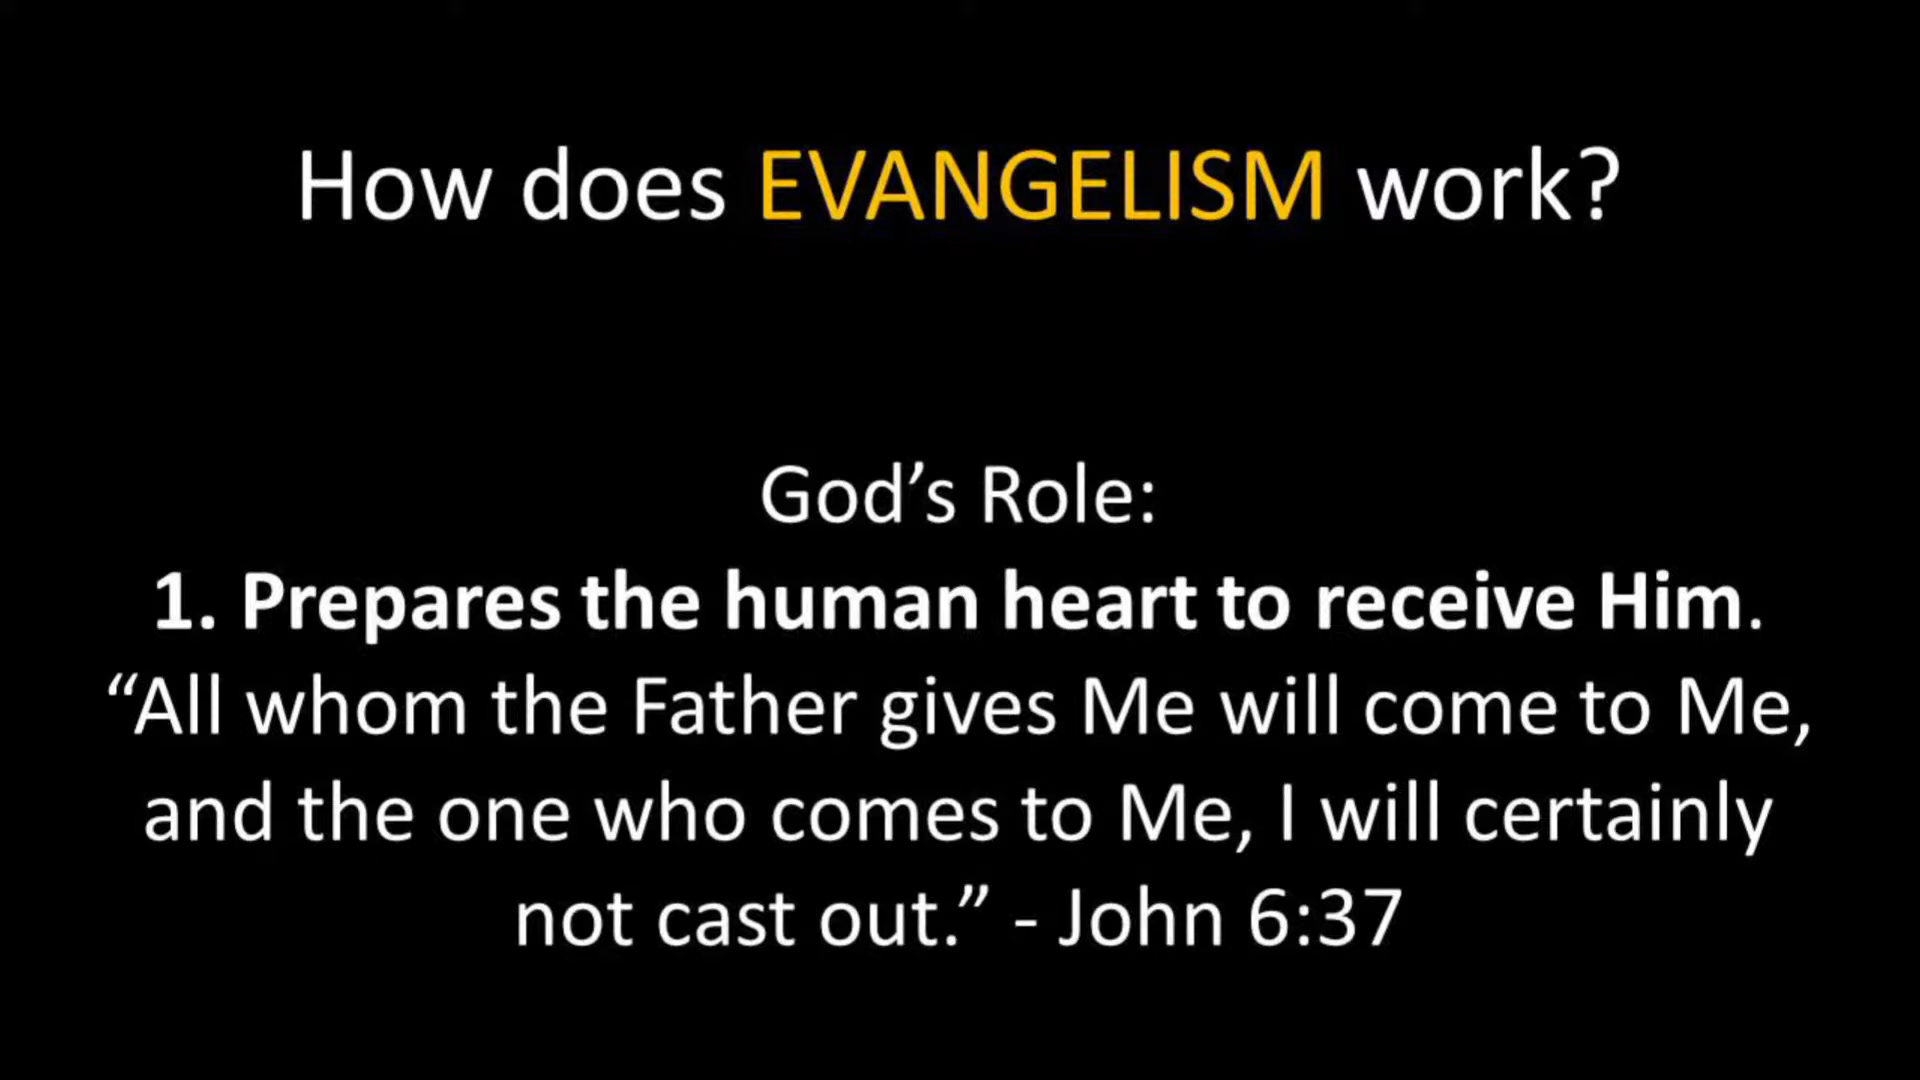 How does EVANGELISM work?
God’s Role:
1. Prepares the human heart to receive Him.
“All whom the Father gives Me will come to Me,
and the one who comes to Me, I will certainly
not cast out.” - John 6:37